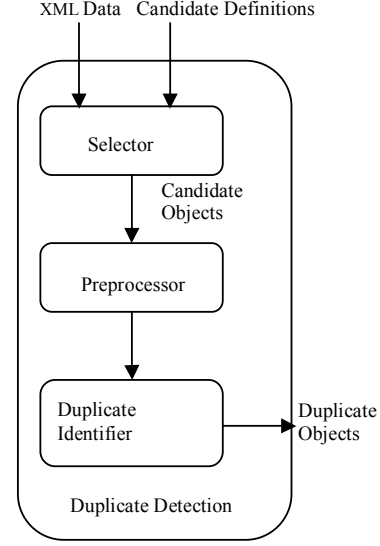 XML Data Candidate Definitions
Selector
Candidate
Objects
Preprocessor
Duplicate
Identifier
Duplicate
Objects
Duplicate Detection